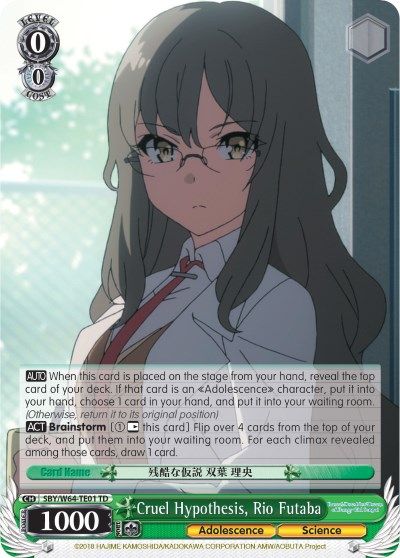 LEVEL
0
0
COST
AUTO When this card is placed on the stage from your hand, reveal the top
card of your deck. If that card is an «Adolescence» character, put it into
your hand, choose 1 card in your hand, and put it into your waiting room.
(Otherwise, return it to its original position)
ACT Brainstorm [① this card] Flip over 4 cards from the top
of your deck, and put them into your waiting room. For each climax revealed
among those cards, draw 1 card.
Card Name
残酷な仮説 双葉 理央
CH SBY/W64-TE01 TD
Cruel Hypothesis, Rio Futaba
POWER
1000
Adolescence
Science
©2018 HAJIME KAMOSHIDA/KADOKAWA CORPORATION AMW/AOBUTA Project